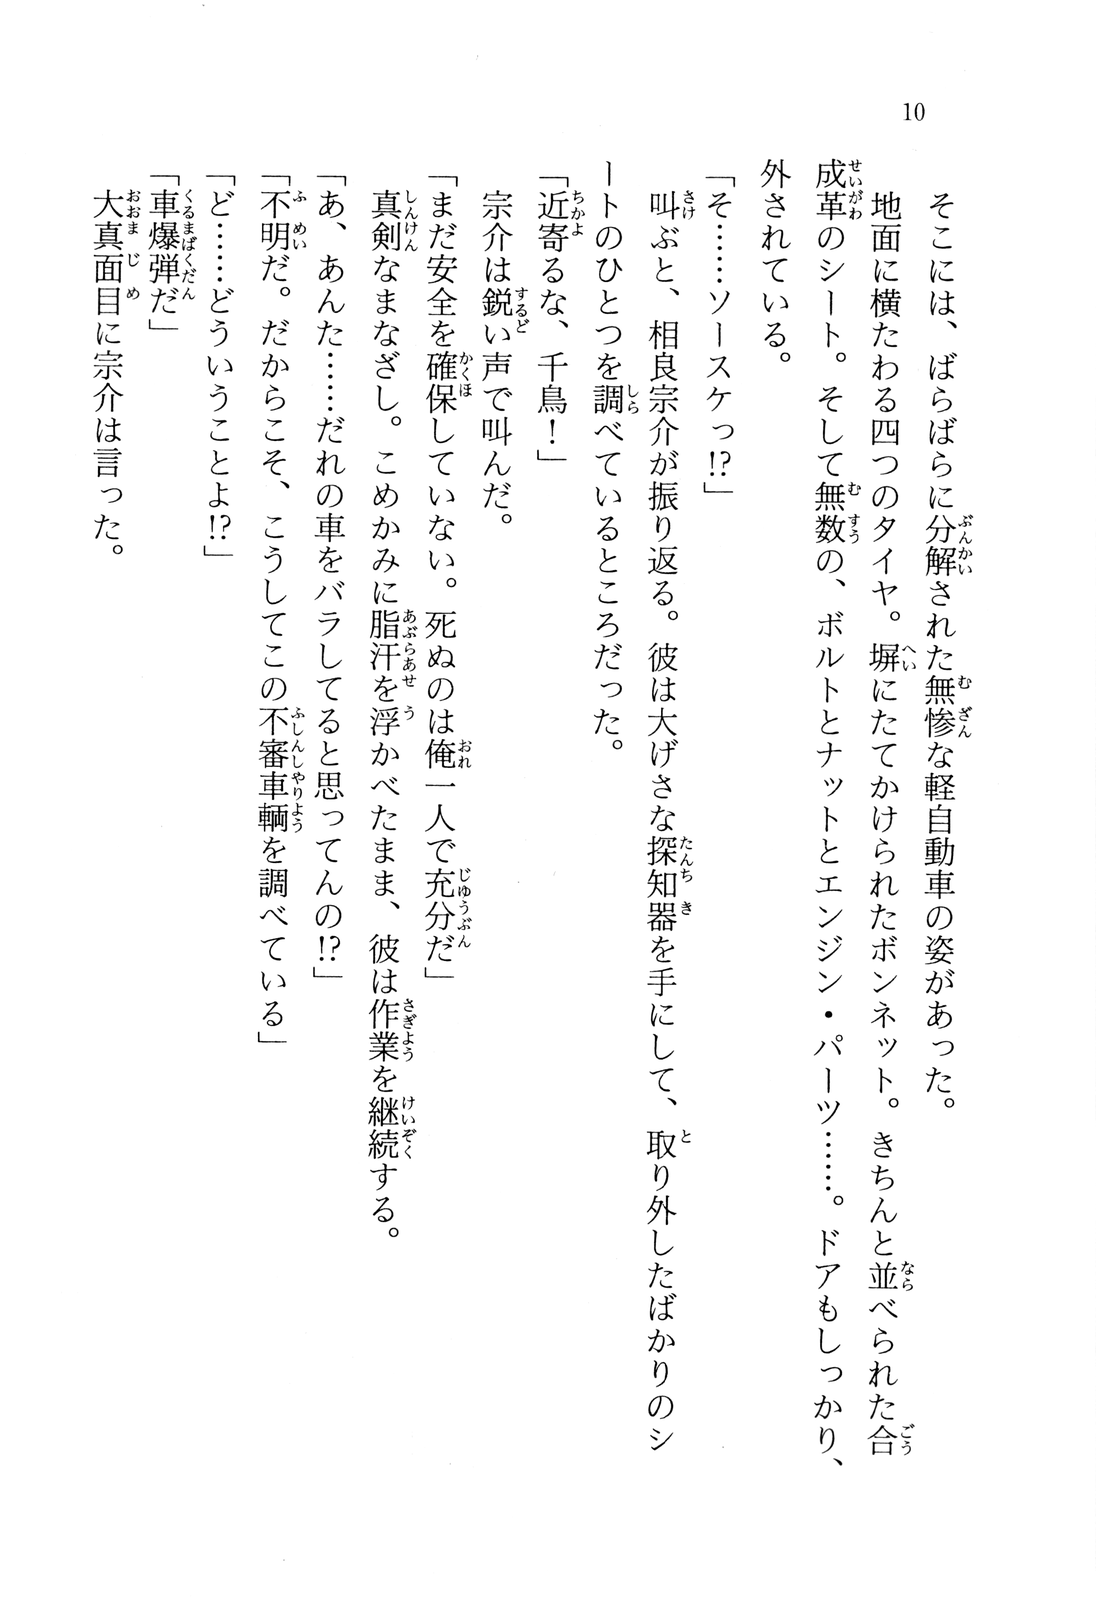 10
そこには、ばらばらに分解された無惨な軽自動車の姿があった。
地面に横たわる四つのタイヤ。塀にたてかけられたボンネット。きちんと並べられた合
成革のシート。そして無数の、ボルトとナットとエンジン・パーツ……。ドアもしっかり、
外されている。
「そ……ソースケっ!?」
叫ぶと、相良宗介が振り返る。彼は大げさな探知器を手にして、取り外したばかりのシ
ートのひとつを調べているところだった。
「近寄るな、千鳥！」
宗介は鋭い声で叫んだ。
「まだ安全を確保していない。死ぬのは俺一人で充分だ」
真剣なまなざし。こめかみに脂汗を浮かべたまま、彼は作業を継続する。
「あ、あんた……だれの車をバラしてると思ってんの!?」
「不明だ。だからこそ、こうしてこの不審車輌を調べている」
「ど……どういうことよ!?」
「車爆弾だ」
大真面目に宗介は言った。